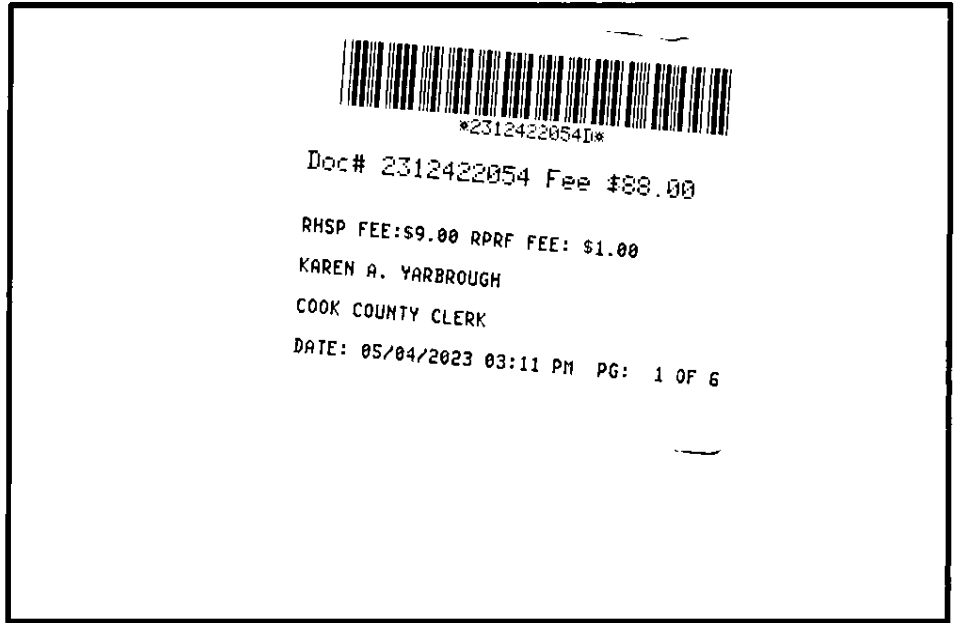 *2312422054D*
Doc# 2312422054 Fee $88.00
RHSP FEE:$9.00 RPRF FEE: $1.00
KAREN A. YARBROUGH
COOK COUNTY CLERK
DATE: 05/04/2023 03:11 PM PG: 1 OF 6